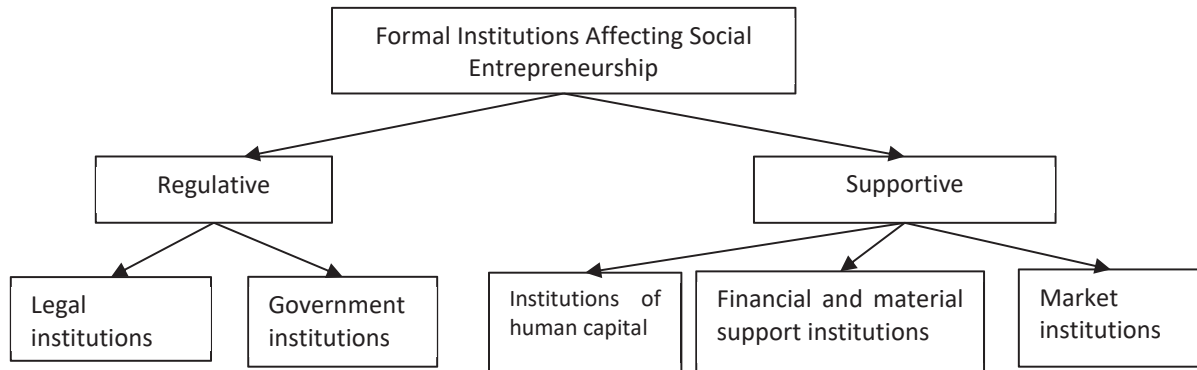 Formal Institutions Affecting Social
Entrepreneurship
Regulative
Supportive
Legal
institutions
Government
institutions
Institutions of
human capital
Financial and material
support institutions
Market
institutions